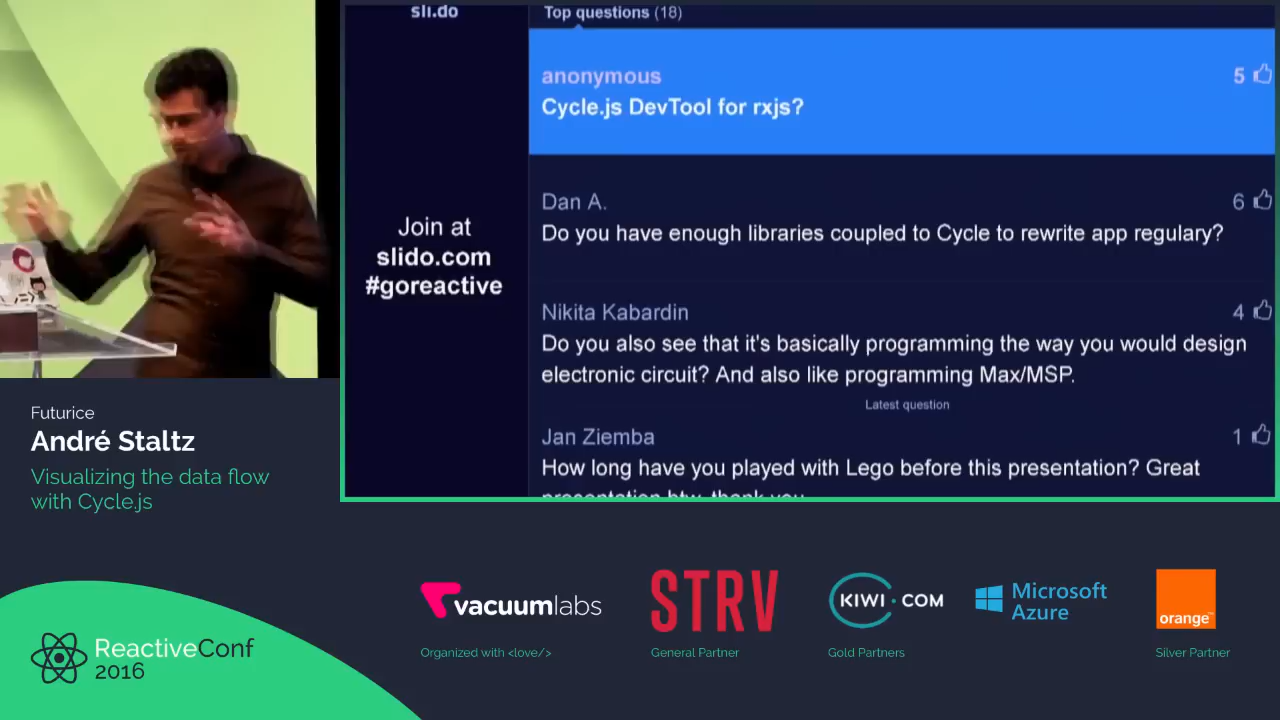 sli.do
Top questions (18)
anonymous
5
Cycle.js DevTool for rxjs?
Dan A.
6
Do you have enough libraries coupled to Cycle to rewrite app regulary?
Join at
slido.com
#goreactive
Nikita Kabardin
4
Do you also see that it's basically programming the way you would design
electronic circuit? And also like programming Max/MSP.
Latest question
Jan Ziemba
1
How long have you played with Lego before this presentation? Great
presentation btw, thank you
Futurice
André Staltz
Visualizing the data flow
with Cycle.js
vacuumlabs
STRV
KIWI.COM
Microsoft
Azure
orange™
Organized with <love/>
General Partner
Gold Partners
Silver Partner
ReactiveConf
2016